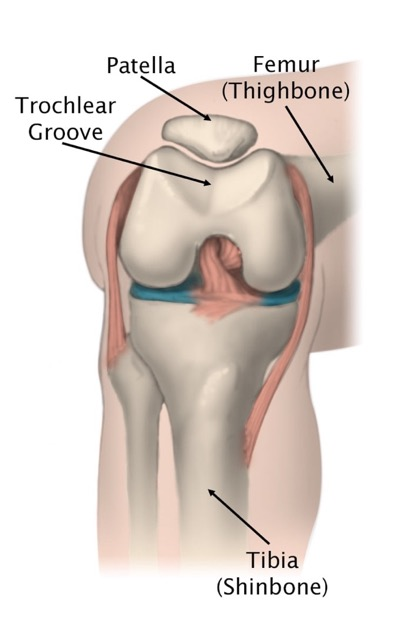 Patella
Femur
(Thighbone)
Trochlear
Groove
Tibia
(Shinbone)